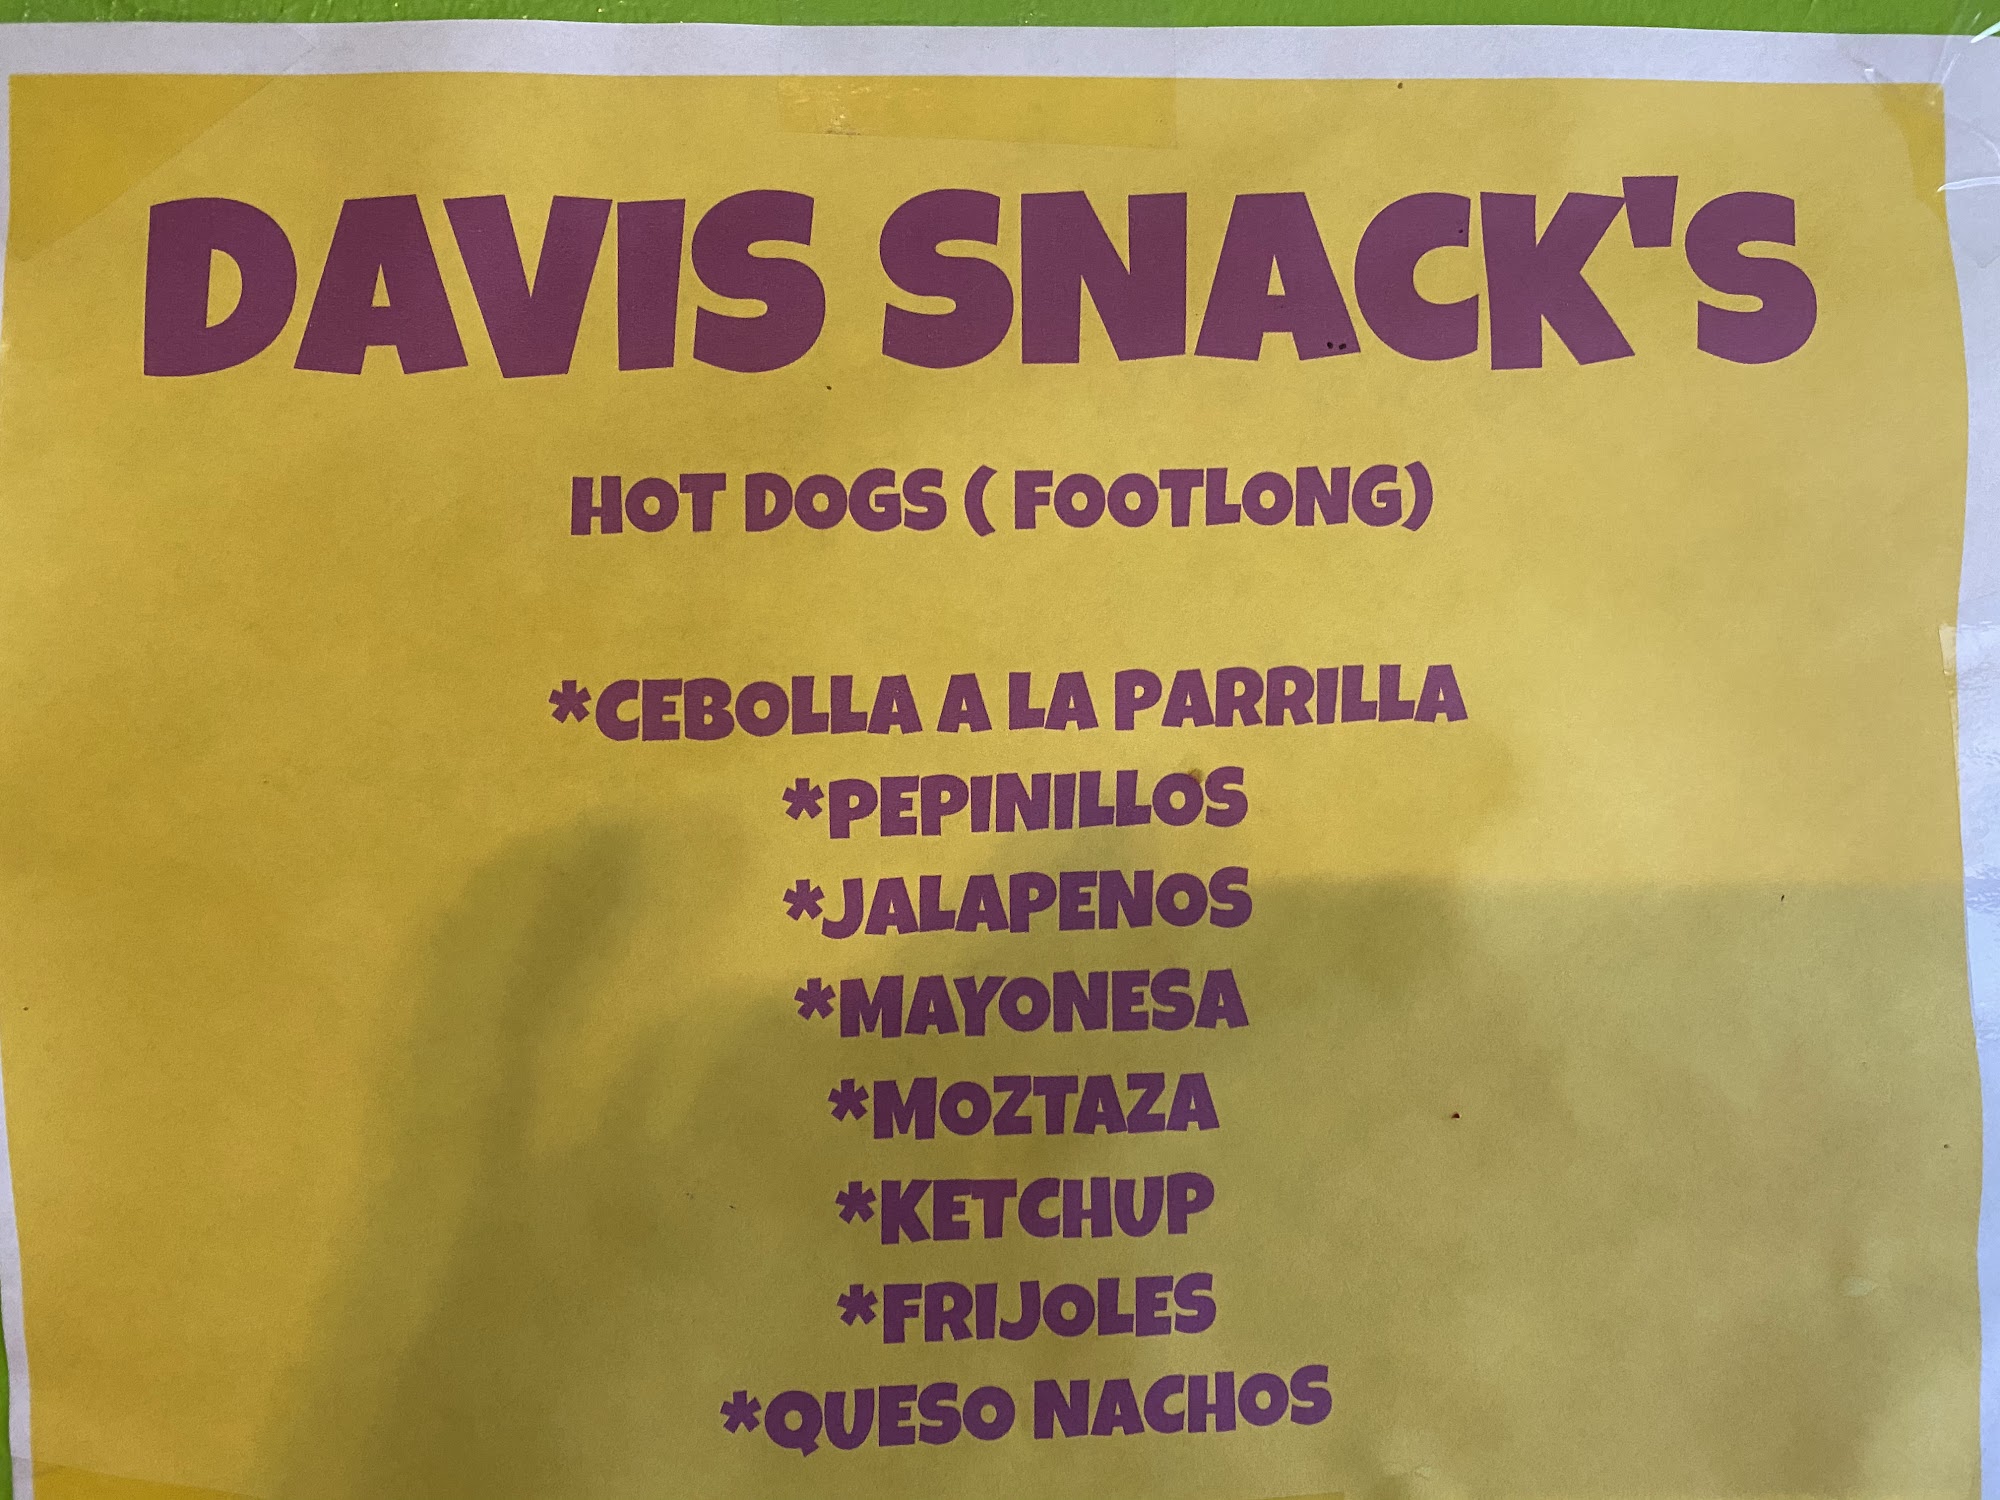 DAVIS SNACK'S
HOT DOGS ( FOOTLONG)
*CEBOLLA A LA PARRILLA
*PEPINILLOS
*JALAPENOS
*MAYONESA
*MOZTAZA
*KETCHUP
*FRIJOLES
*QUESO NACHOS